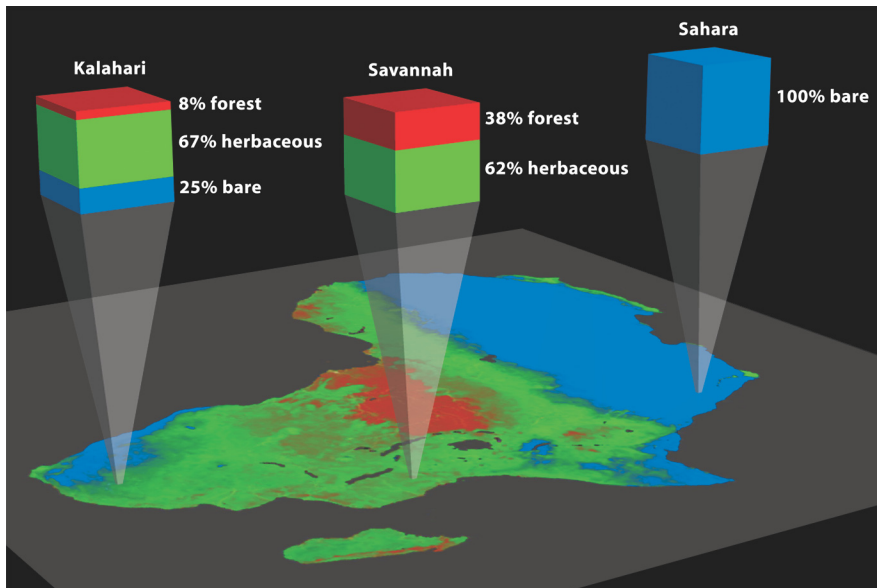 Kalahari
8% forest
67% herbaceous
25% bare
Savannah
38% forest
62% herbaceous
Sahara
100% bare